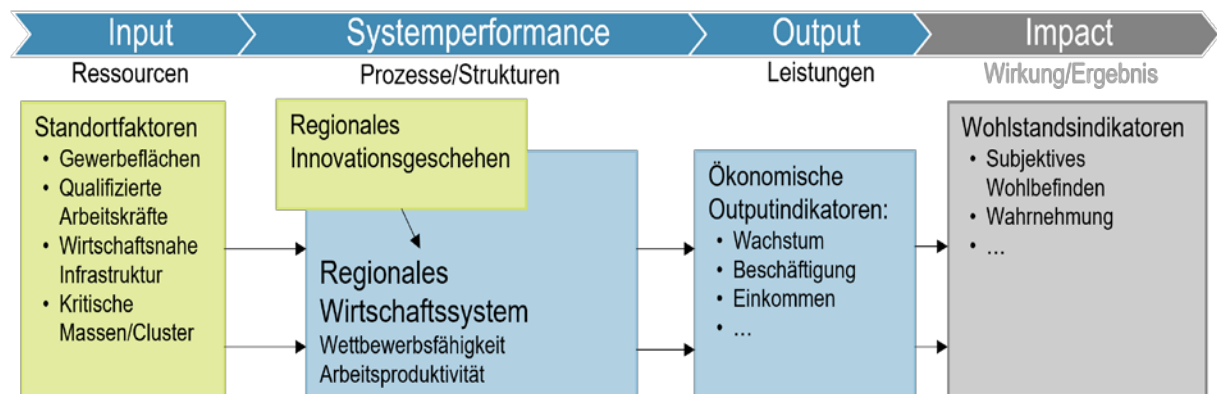 Input
Systemperformance
Output
Impact
Ressourcen
Prozesse/Strukturen
Leistungen
Wirkung/Ergebnis
Standortfaktoren
• Gewerbeflächen
• Qualifizierte
Arbeitskräfte
• Wirtschaftsnahe
Infrastruktur
• Kritische
Massen/Cluster
Regionales
Innovationsgeschehen
Regionales
Wirtschaftssystem
Wettbewerbsfähigkeit
Arbeitsproduktivität
Ökonomische
Outputindikatoren:
• Wachstum
• Beschäftigung
• Einkommen
• ...
Wohlstandsindikatoren
• Subjektives
Wohlbefinden
• Wahrnehmung
• ...